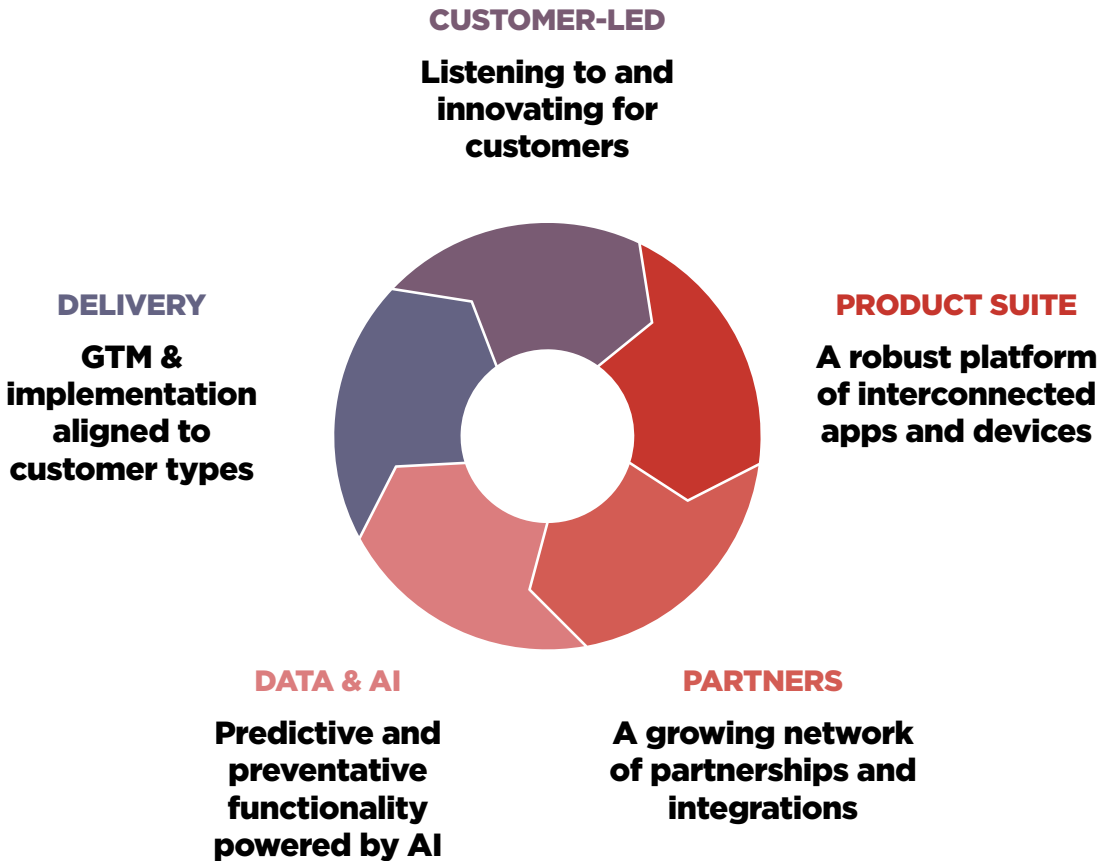 CUSTOMER-LED
Listening to and
innovating for
customers
PRODUCT SUITE
A robust platform
of interconnected
apps and devices
PARTNERS
A growing network
of partnerships and
integrations
DATA & AI
Predictive and
preventative
functionality
powered by AI
DELIVERY
GTM &
implementation
aligned to
customer types